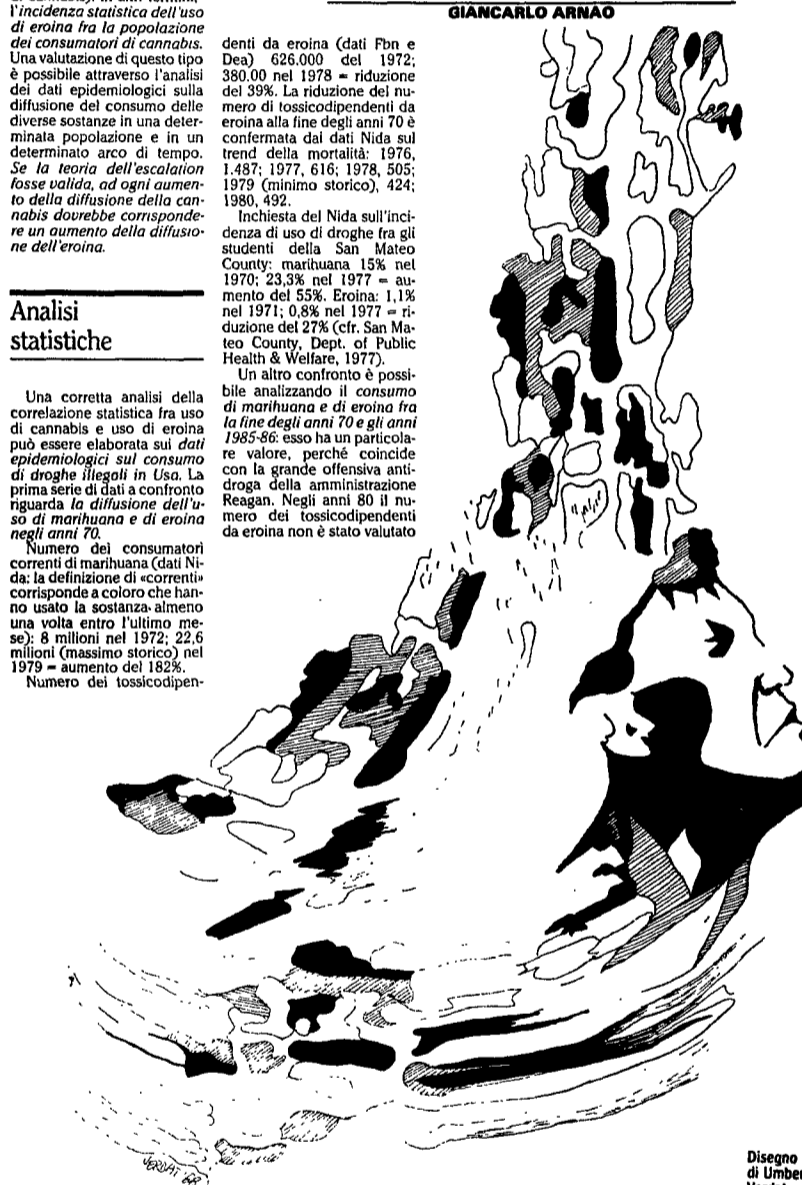 GIANCARLO ARNAO
l'incidenza statistica dell'uso
di eroina fra la popolazione
dei consumatori di cannabis.
Una valutazione di questo tipo
è possibile attraverso l'analisi
dei dati epidemiologici sulla
diffusione del consumo delle
diverse sostanze in una deter-
minata popolazione e in un
determinato arco di tempo.
Se la teoria dell'escalation
fosse valida, ad ogni aumen-
to della diffusione della can-
nabis dovrebbe corrisponde-
re un aumento della diffusio-
ne dell'eroina.
Analisi
statistiche
Una corretta analisi della
correlazione statistica fra uso
di cannabis e uso di eroina
può essere elaborata sui dati
epidemiologici sul consumo
di droghe illegali in Usa. La
prima serie di dati a confronto
riguarda la diffusione dell'u-
so di marihuana e di eroina
negli anni 70.
Numero dei consumatori
correnti di marihuana (dati Ni-
da: la definizione di «correnti»
corrisponde a coloro che han-
no usato la sostanza almeno
una volta entro l'ultimo me-
se): 8 milioni nel 1972; 22,6
milioni (massimo storico) nel
1979 = aumento del 182%.
Numero dei tossicodipen-
denti da eroina (dati Fbn e
Dea) 626.000 del 1972;
380.00 nel 1978 = riduzione
del 39%. La riduzione del nu-
mero di tossicodipendenti da
eroina alla fine degli anni 70 è
confermata dai dati Nida sul
trend della mortalità: 1976,
1.487; 1977, 616; 1978, 505;
1979 (minimo storico), 424;
1980, 492.
Inchiesta del Nida sull'inci-
denza di uso di droghe fra gli
studenti della San Mateo
County: marihuana 15% nel
1970; 23,3% nel 1977 = au-
mento del 55%. Eroina: 1,1%
nel 1971; 0,8% nel 1977 = ri-
duzione del 27% (cfr. San Ma-
teo County, Dept. of Public
Health & Welfare, 1977).
Un altro confronto è possi-
bile analizzando il consumo
di marihuana e di eroina fra
la fine degli anni 70 e gli anni
1985-86: esso ha un particola-
re valore, perché coincide
con la grande offensiva anti-
droga della amministrazione
Reagan. Negli anni 80 il nu-
mero dei tossicodipendenti
da eroina non è stato valutato
Disegno
di Umber